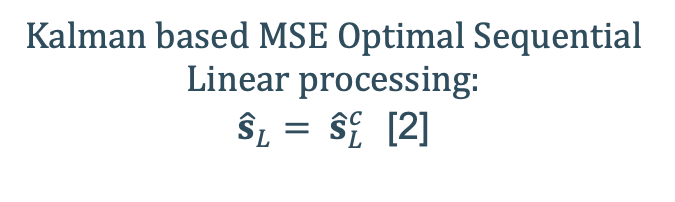 Kalman based MSE Optimal Sequential
Linear processing:
ŝ_L = ŝ_L^c [2]